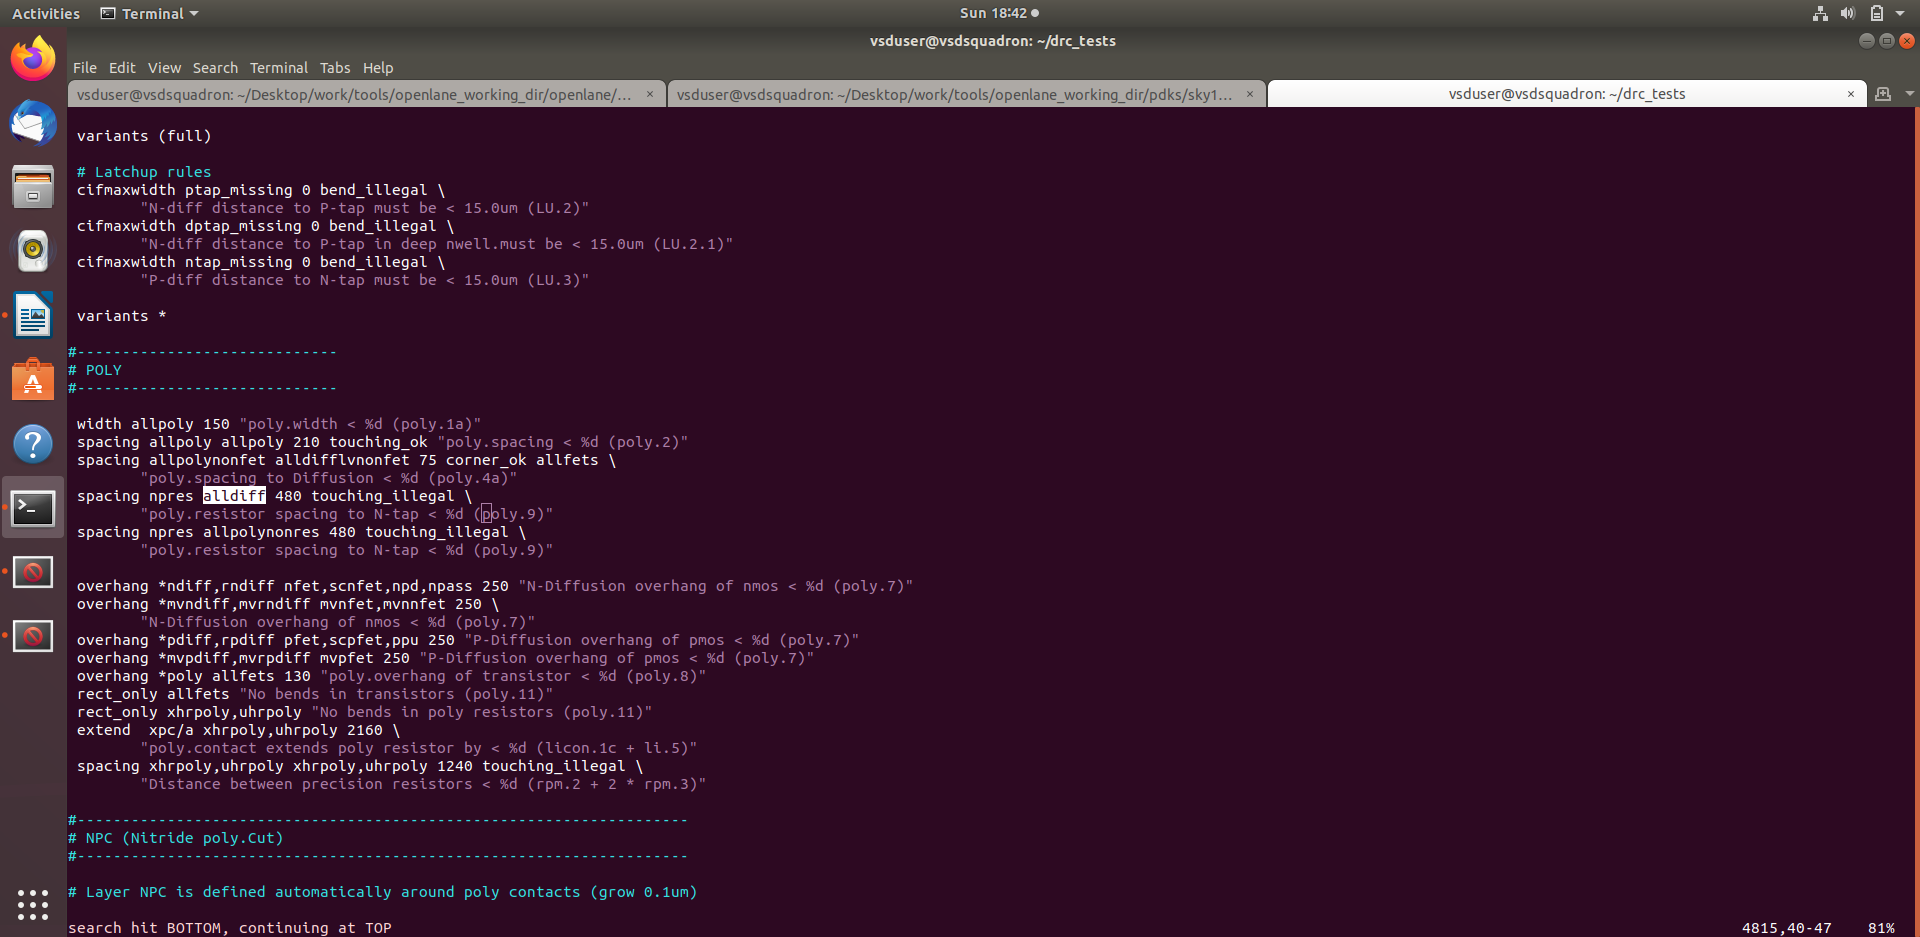 Activities Terminal Sun 18:42
vsduser@vsdsquadron: ~/drc_tests
File Edit View Search Terminal Tabs Help
vsduser@vsdsquadron: ~/Desktop/work/tools/openlane_working_dir/openlane/... × vsduser@vsdsquadron: ~/Desktop/work/tools/openlane_working_dir/pdks/sky1... × vsduser@vsdsquadron: ~/drc_tests ×
variants (full)
# Latchup rules
cifmaxwidth ptap_missing 0 bend_illegal \
"N-diff distance to P-tap must be < 15.0um (LU.2)"
cifmaxwidth dptap_missing 0 bend_illegal \
"N-diff distance to P-tap in deep nwell.must be < 15.0um (LU.2.1)"
cifmaxwidth ntap_missing 0 bend_illegal \
"P-diff distance to N-tap must be < 15.0um (LU.3)"
variants *
#-----------------------------
# POLY
#-----------------------------
width allpoly 150 "poly.width < %d (poly.1a)"
spacing allpoly allpoly 210 touching_ok "poly.spacing < %d (poly.2)"
spacing allpolynonfet alldifflvnonfet 75 corner_ok allfets \
"poly.spacing to Diffusion < %d (poly.4a)"
spacing npres alldiff 480 touching_illegal \
"poly.resistor spacing to N-tap < %d (poly.9)"
spacing npres allpolynonres 480 touching_illegal \
"poly.resistor spacing to N-tap < %d (poly.9)"
overhang *ndiff,rndiff nfet,scnfet,npd,npass 250 "N-Diffusion overhang of nmos < %d (poly.7)"
overhang *mvndiff,mvrndiff mvnfet,mvnnfet 250 \
"N-Diffusion overhang of nmos < %d (poly.7)"
overhang *pdiff,rpdiff pfet,scpfet,ppu 250 "P-Diffusion overhang of pmos < %d (poly.7)"
overhang *mvpdiff,mvrpdiff mvpfet 250 "P-Diffusion overhang of pmos < %d (poly.7)"
overhang *poly allfets 130 "poly.overhang of transistor < %d (poly.8)"
rect_only allfets "No bends in transistors (poly.11)"
rect_only xhrpoly,uhrpoly "No bends in poly resistors (poly.11)"
extend  xpc/a xhrpoly,uhrpoly 2160 \
"poly.contact extends poly resistor by < %d (licon.1c + li.5)"
spacing xhrpoly,uhrpoly xhrpoly,uhrpoly 1240 touching_illegal \
"Distance between precision resistors < %d (rpm.2 + 2 * rpm.3)"
#--------------------------------------------------------------------
# NPC (Nitride poly.Cut)
#--------------------------------------------------------------------
# Layer NPC is defined automatically around poly contacts (grow 0.1um)
search hit BOTTOM, continuing at TOP 4815,40-47 81%